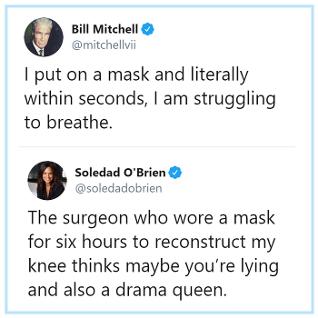 Bill Mitchell
@mitchellvii
I put on a mask and literally
within seconds, I am struggling
to breathe.
Soledad O'Brien
@soledadobrien
The surgeon who wore a mask
for six hours to reconstruct my
knee thinks maybe you're lying
and also a drama queen.